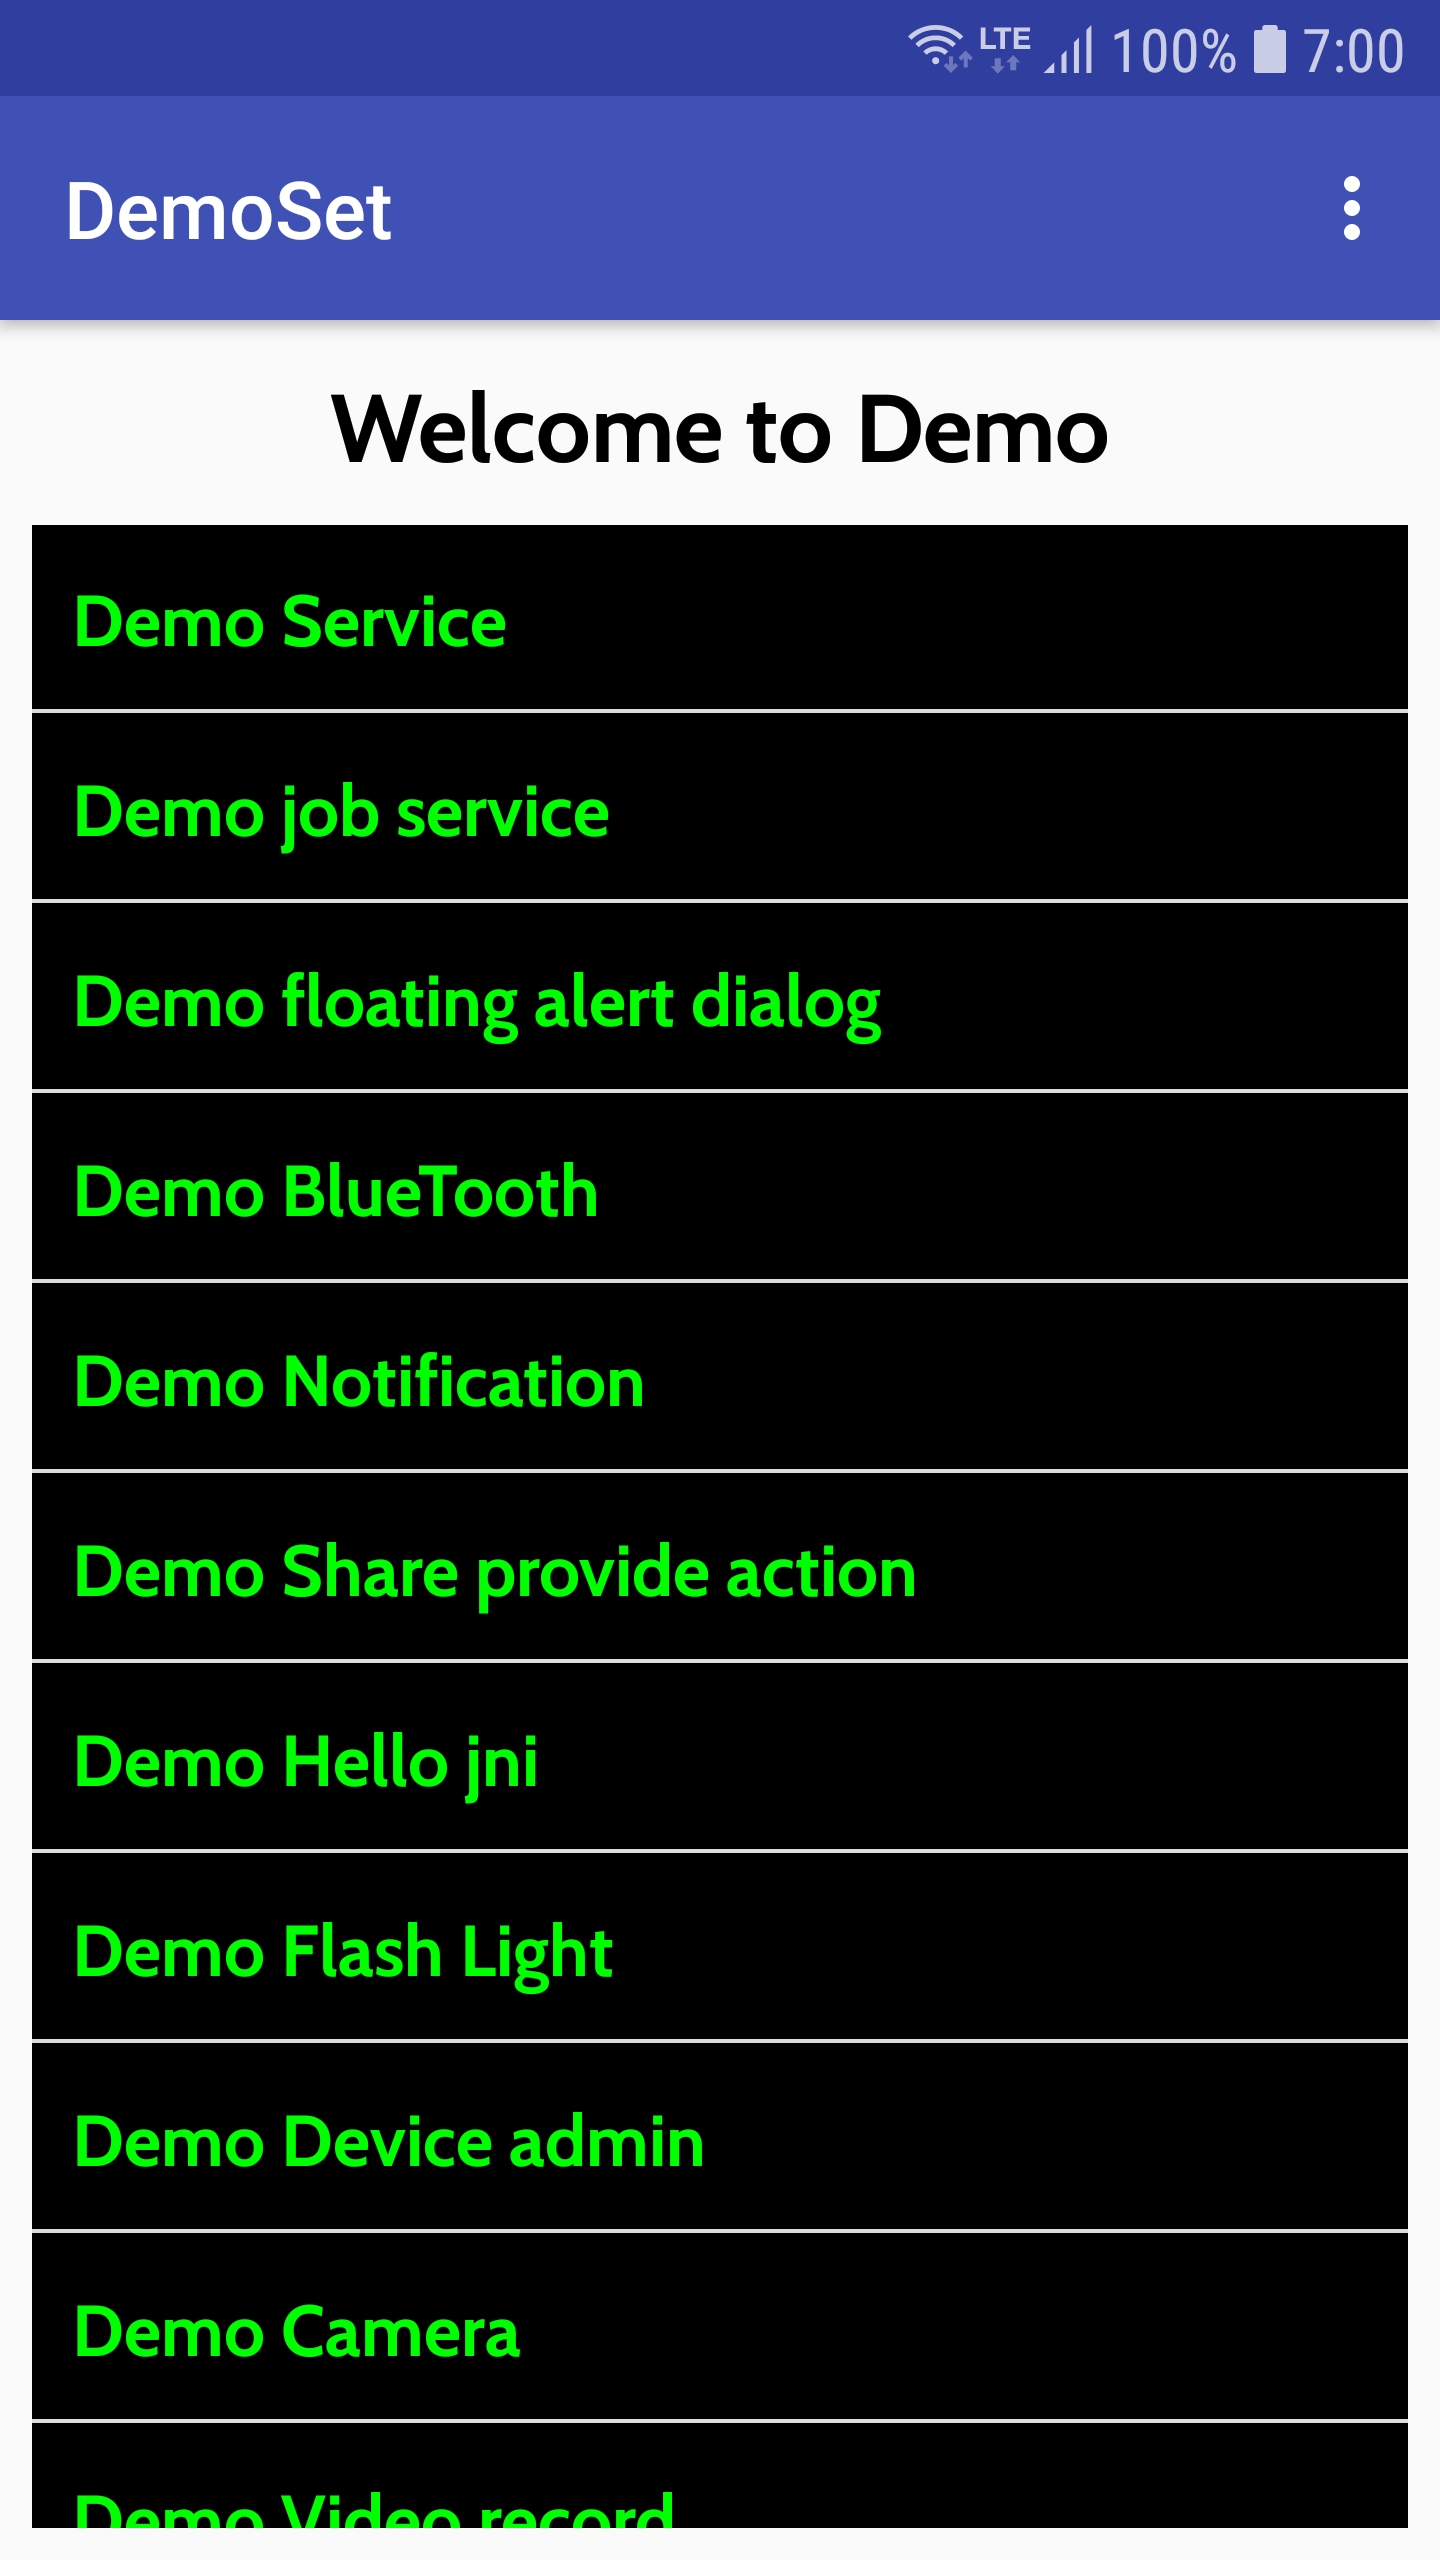 LTE 100% 7:00
DemoSet
Welcome to Demo
Demo Service
Demo job service
Demo floating alert dialog
Demo BlueTooth
Demo Notification
Demo Share provide action
Demo Hello jni
Demo Flash Light
Demo Device admin
Demo Camera
Demo Video record